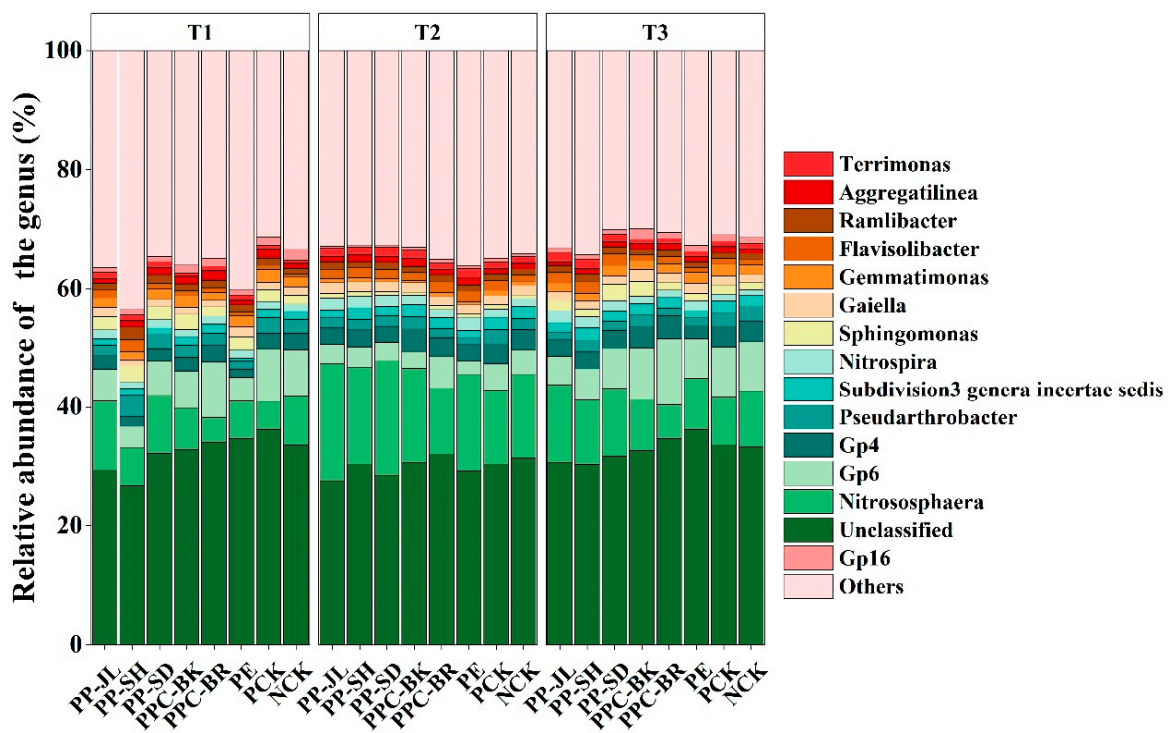 T1 T2 T3
Relative abundance of the genus (%)
100
80
60
40
20
0
PP-JL PP-SH PP-SD PPC-BK PPC-BR PE PCK NCK PP-JL PP-SH PP-SD PPC-BK PPC-BR PE PCK NCK PP-JL PP-SH PP-SD PPC-BK PPC-BR PE PCK NCK
Terrimonas
Aggregatilinea
Ramlibacter
Flavisolibacter
Gemmatimonas
Gaiella
Sphingomonas
Nitrospira
Subdivision3 genera incertae sedis
Pseudarthrobacter
Gp4
Gp6
Nitrososphaera
Unclassified
Gp16
Others